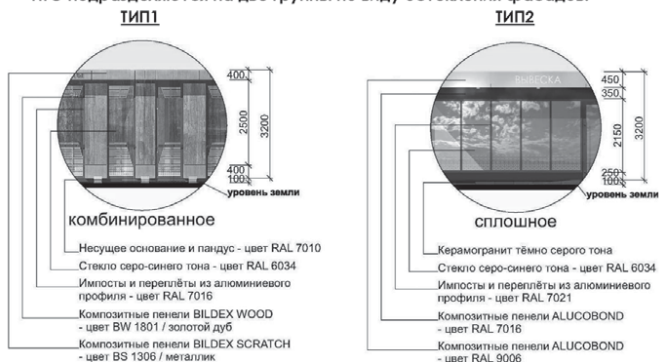 ТИП1
400
2500
3200
400
100
уровень земли
комбинированное
Несущее основание и пандус - цвет RAL 7010
Стекло серо-синего тона - цвет RAL 6034
Импосты и переплёты из алюминиевого
профиля - цвет RAL 7016
Композитные пенели BILDEX WOOD
- цвет BW 1801 / золотой дуб
Композитные пенели BILDEX SCRATCH
- цвет BS 1306 / металлик
ТИП2
ВЫВЕСКА
450
350
2150
3200
250
100
уровень земли
сплошное
Керамогранит тёмно серого тона
Стекло серо-синего тона - цвет RAL 6034
Импосты и переплёты из алюминиевого
профиля - цвет RAL 7021
Композитные пенели ALUCOBOND
- цвет RAL 7016
Композитные пенели ALUCOBOND
- цвет RAL 9006